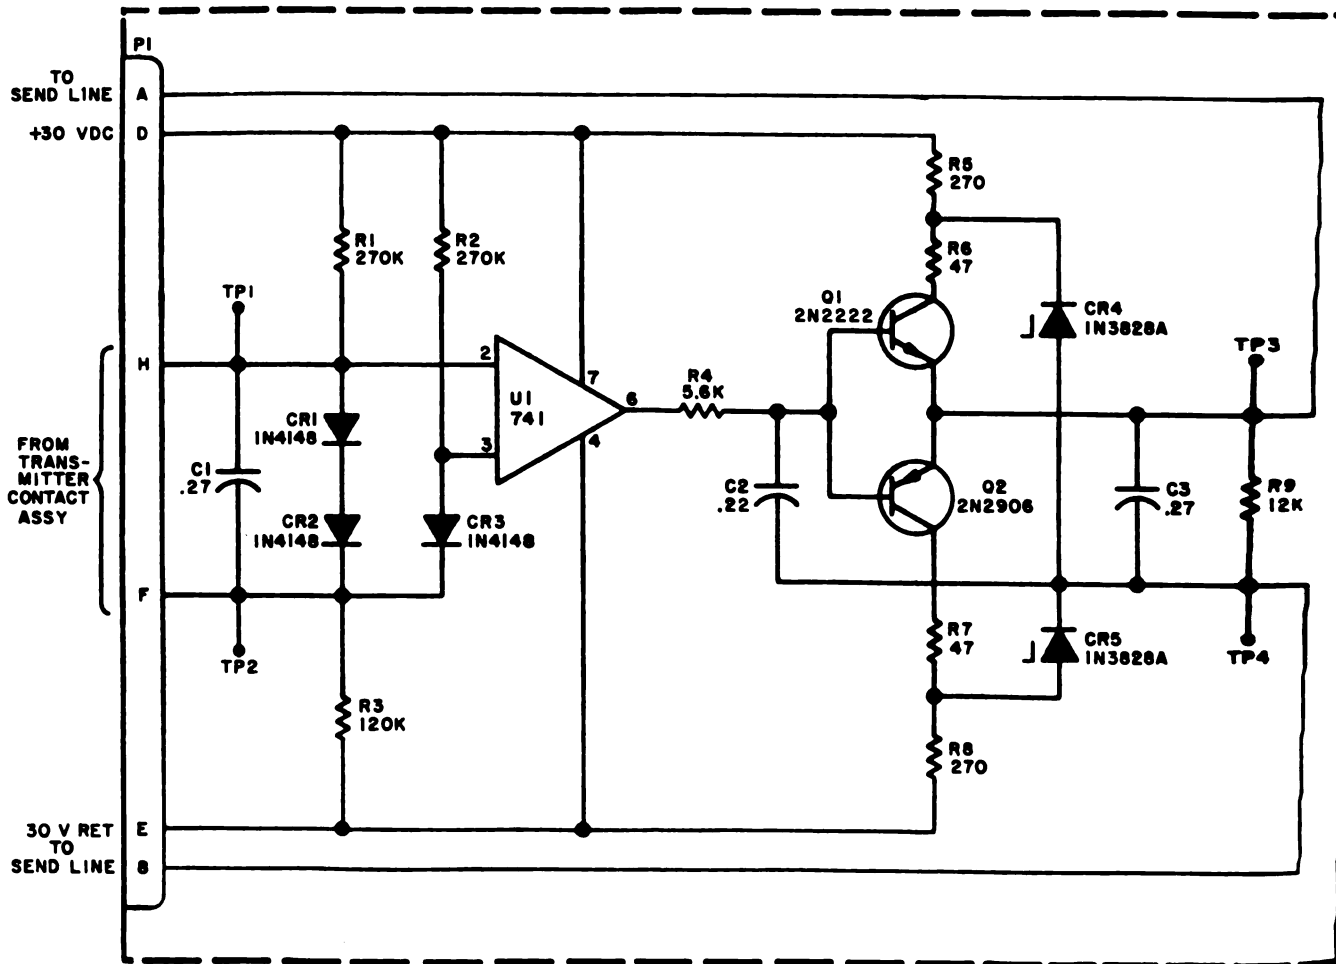 P1
TO
SEND LINE
A
+30 VDC
D
R5
270
R1
270K
R2
270K
R6
47
TP1
Q1
2N2222
CR4
1N3828A
H
2
7
R4
5.6K
TP3
U1
741
6
CR1
1N4148
FROM
TRANS-
MITTER
CONTACT
ASSY
3
4
C1
.27
C2
.22
Q2
2N2906
C3
.27
R9
12K
CR2
1N4148
CR3
1N4148
F
TP2
R7
47
CR5
1N3828A
TP4
R3
120K
R8
270
30 V RET
E
TO
SEND LINE
B